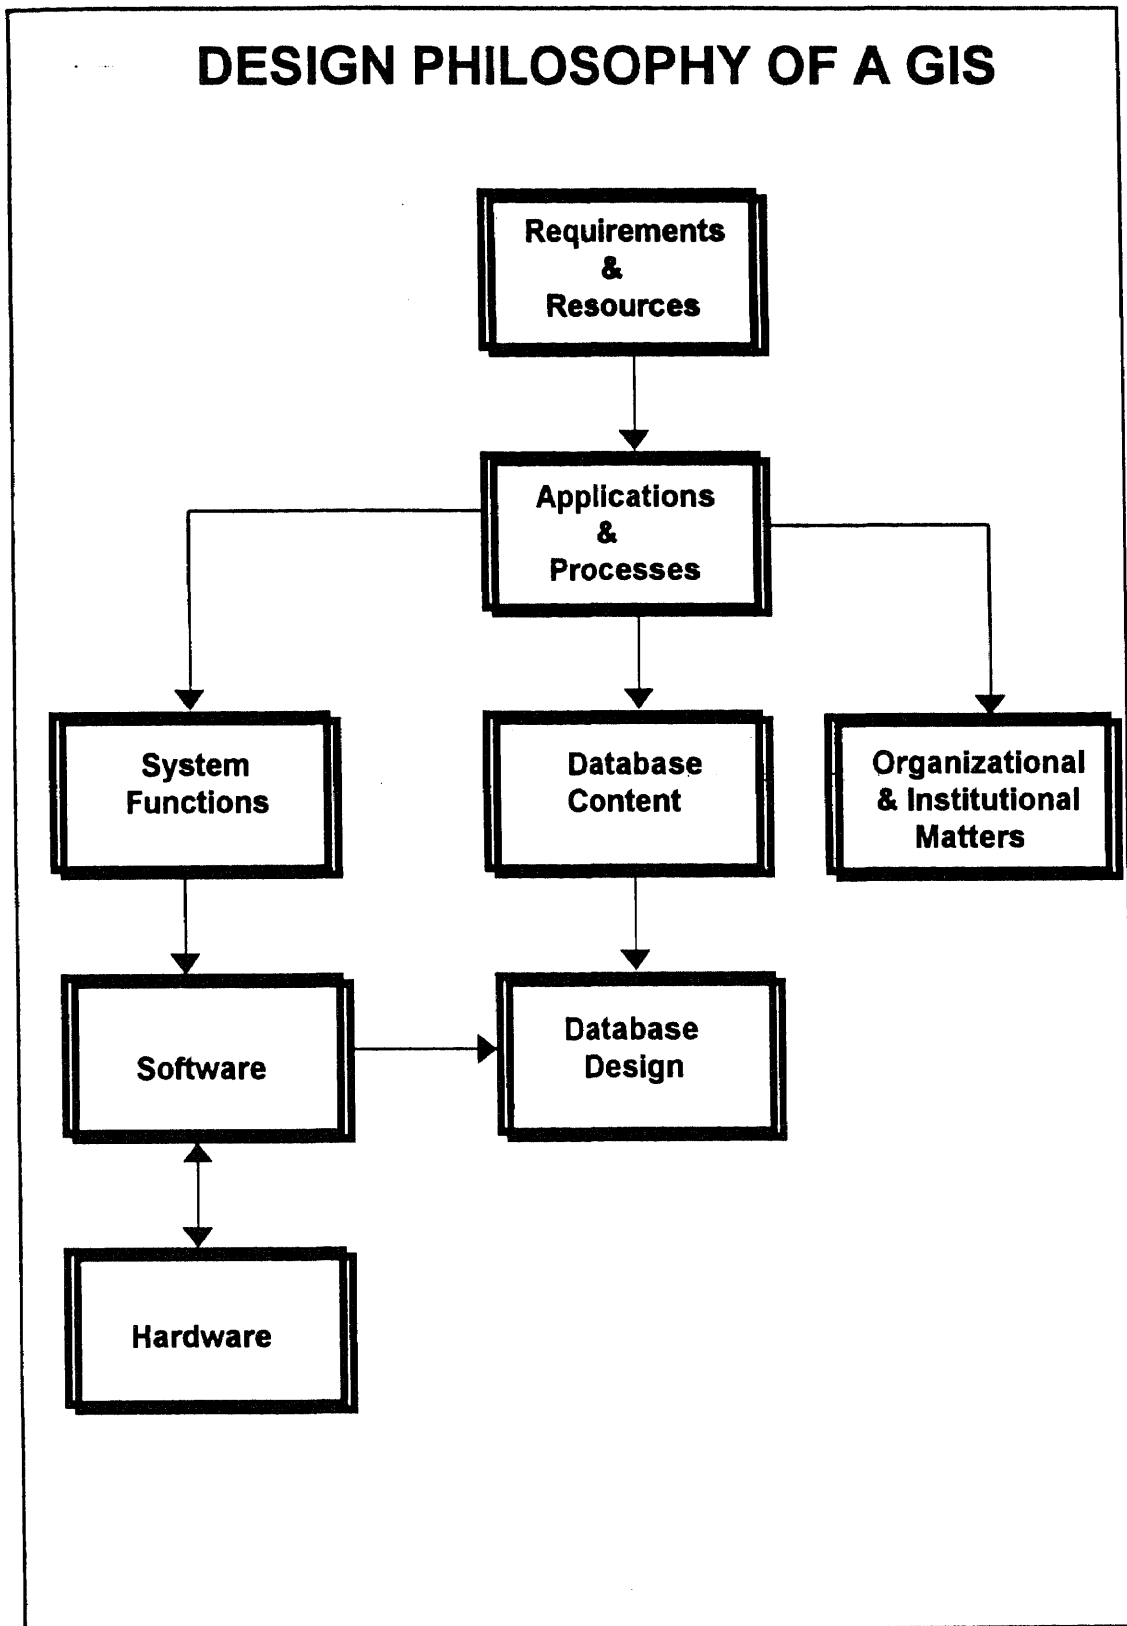 DESIGN PHILOSOPHY OF A GIS
Requirements
&
Resources
Applications
&
Processes
System
Functions
Database
Content
Organizational
& Institutional
Matters
Software
Database
Design
Hardware